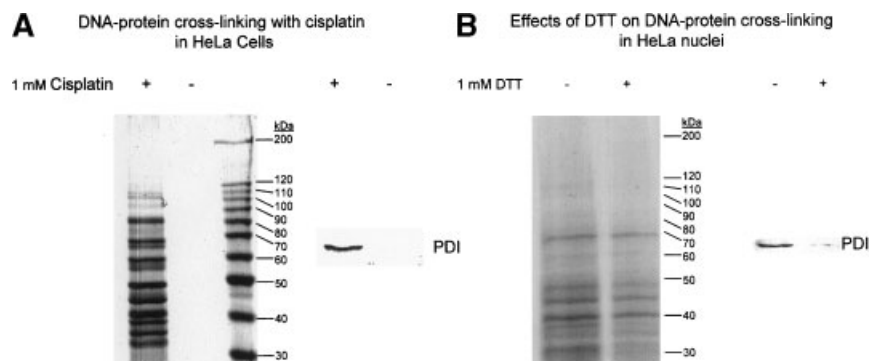 A
DNA-protein cross-linking with cisplatin
in HeLa Cells
1 mM Cisplatin + - + -
kDa
200
120
110
100
90
80
70
60
50
40
30
PDI
B
Effects of DTT on DNA-protein cross-linking
in HeLa nuclei
1 mM DTT - + - +
kDa
200
120
110
100
90
80
70
60
50
40
30
PDI